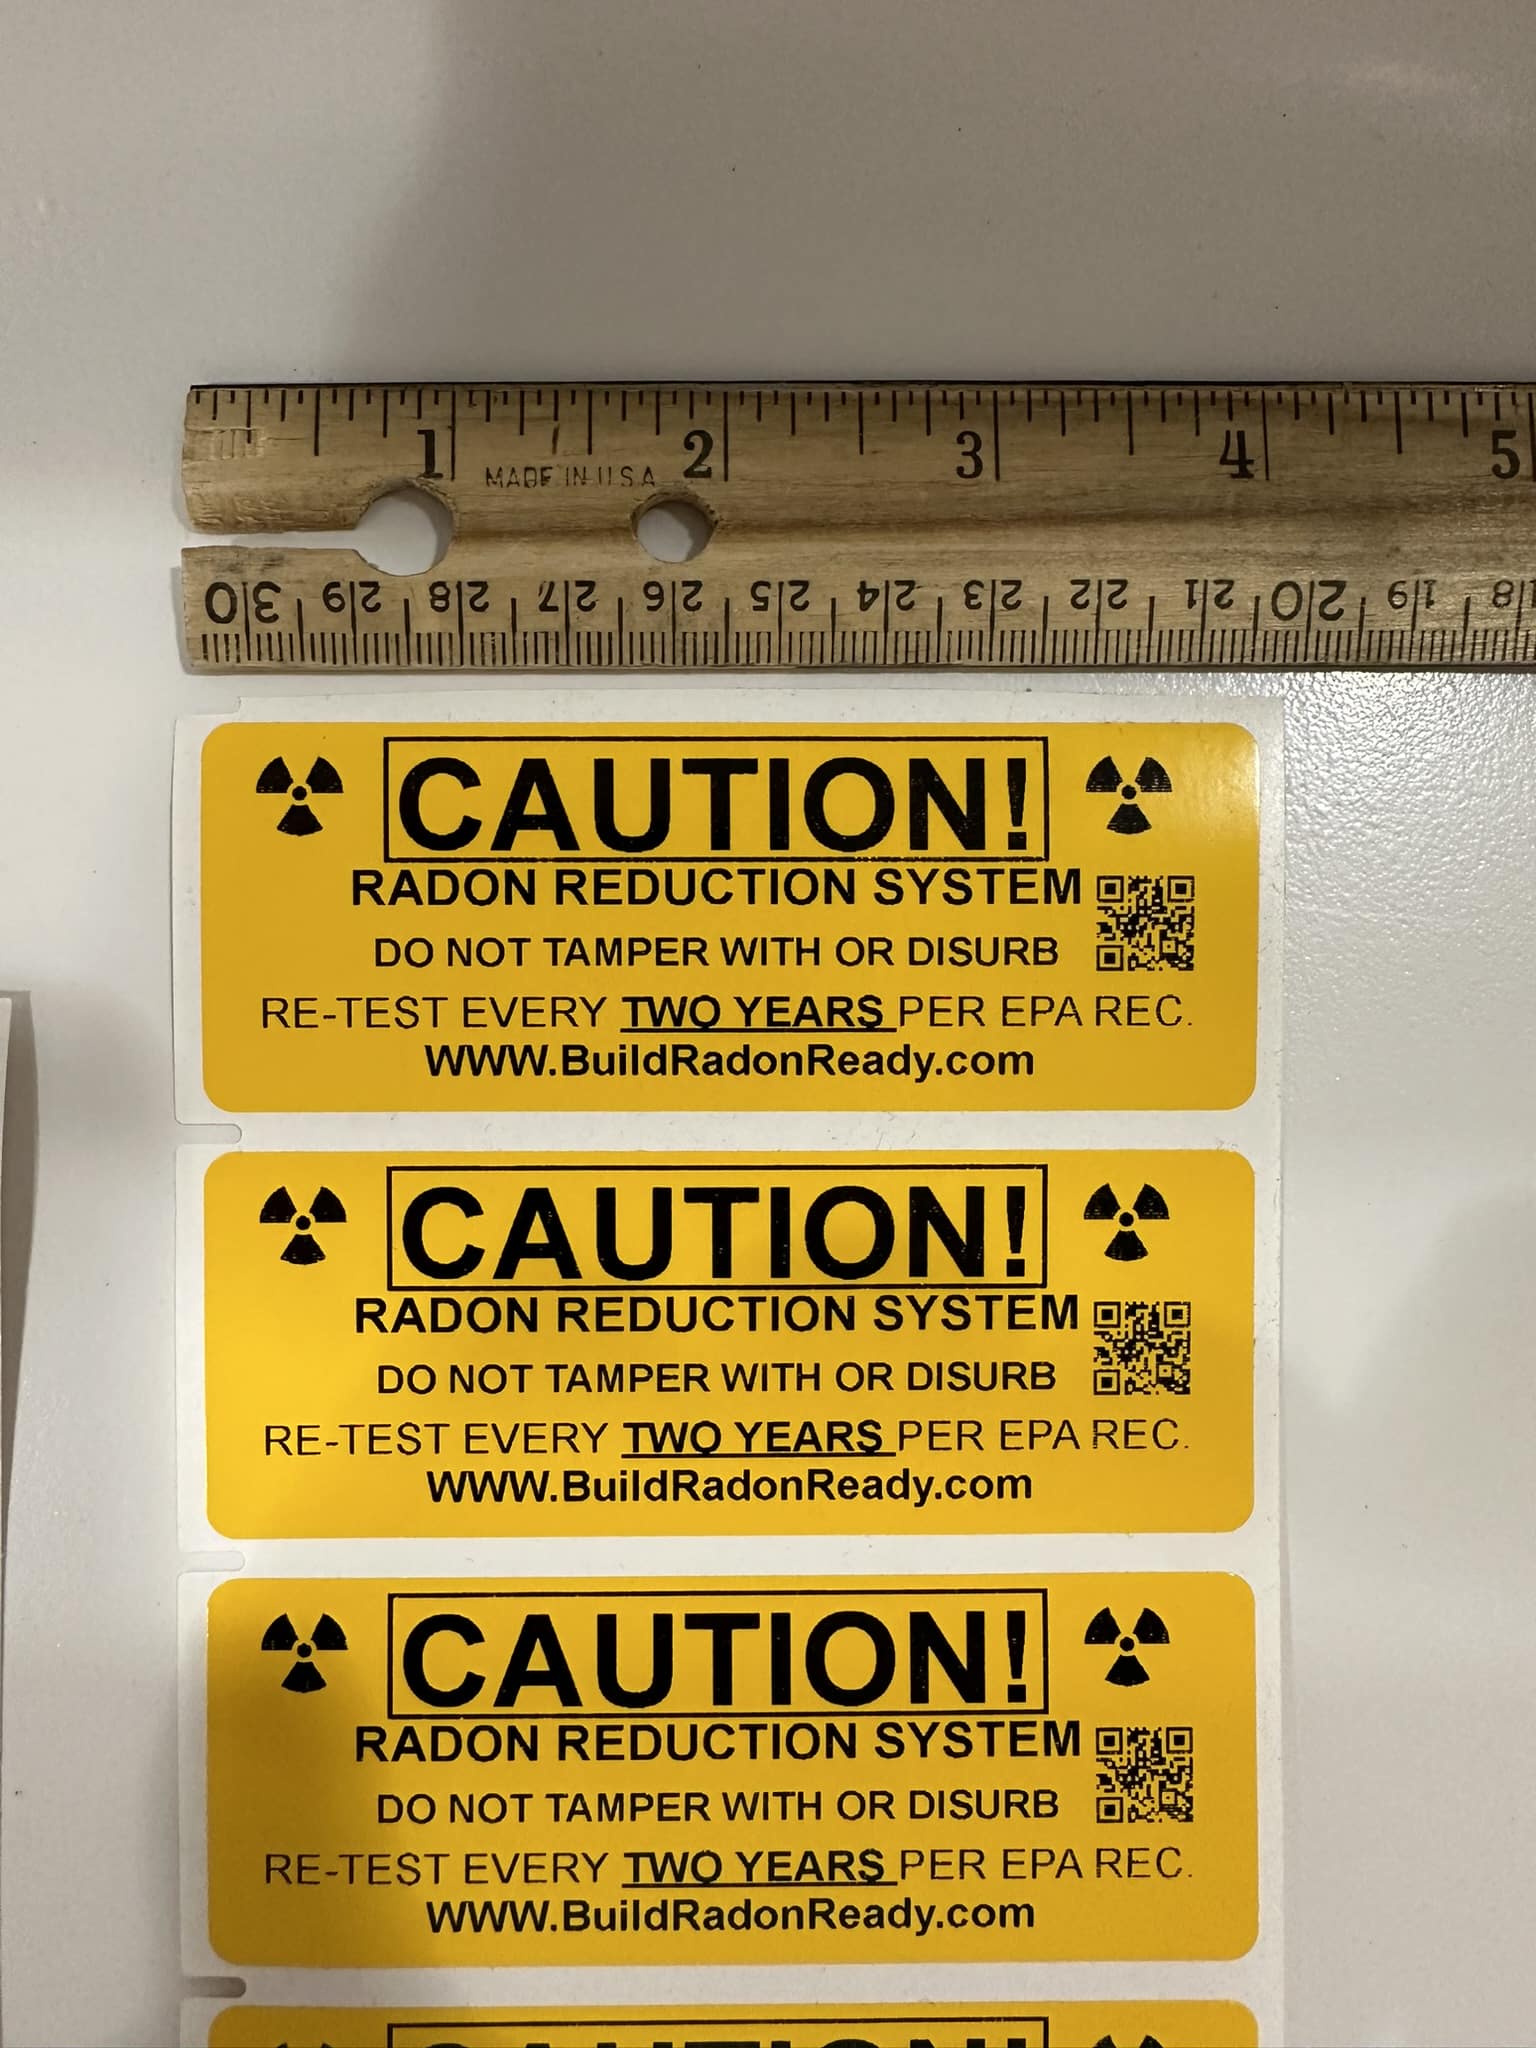 1 2 3 4 5
MADE IN U.S.A
30 29 28 27 26 25 24 23 22 21 20 19 18
CAUTION!
RADON REDUCTION SYSTEM
DO NOT TAMPER WITH OR DISURB
RE-TEST EVERY TWO YEARS PER EPA REC.
WWW.BuildRadonReady.com
CAUTION!
RADON REDUCTION SYSTEM
DO NOT TAMPER WITH OR DISURB
RE-TEST EVERY TWO YEARS PER EPA REC.
WWW.BuildRadonReady.com
CAUTION!
RADON REDUCTION SYSTEM
DO NOT TAMPER WITH OR DISURB
RE-TEST EVERY TWO YEARS PER EPA REC.
WWW.BuildRadonReady.com
CAUTION!